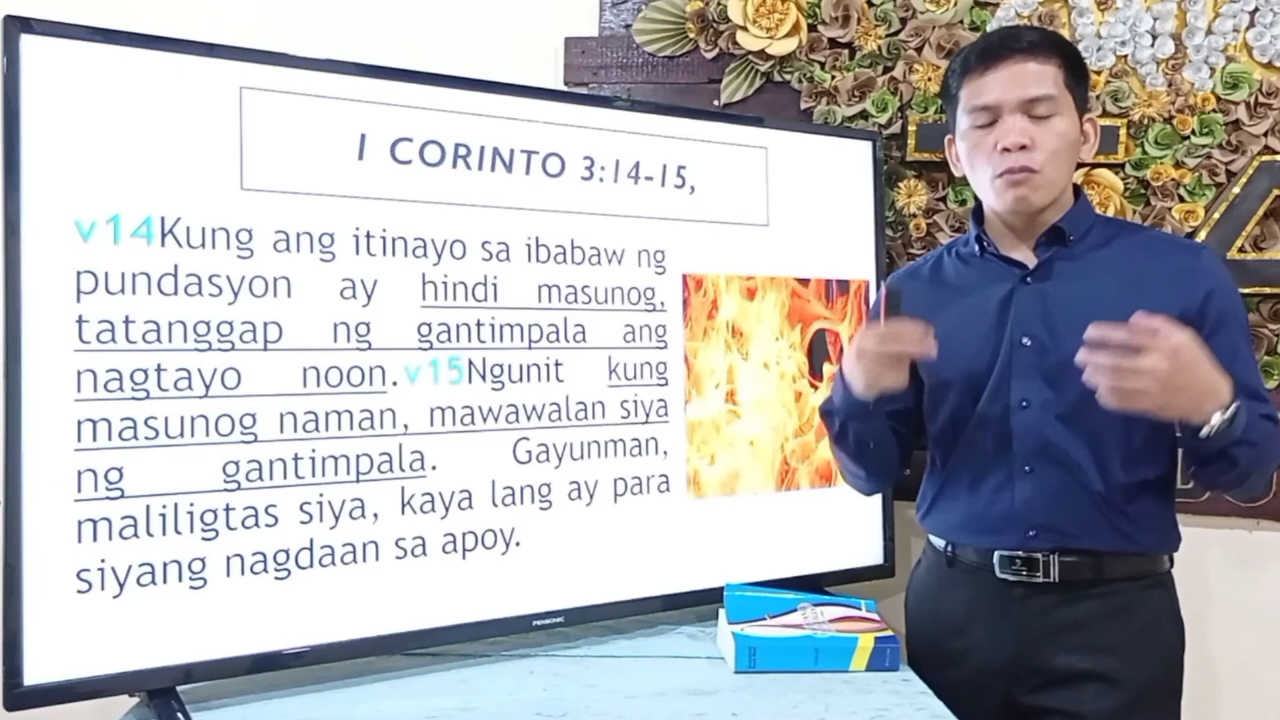 I CORINTO 3:14-15,
v14Kung ang itinayo sa ibabaw ng
pundasyon ay hindi masunog,
tatanggap ng gantimpala ang
nagtayo noon.v15Ngunit kung
masunog naman, mawawalan siya
ng gantimpala. Gayunman,
maliligtas siya, kaya lang ay para
siyang nagdaan sa apoy.
PENSONIC